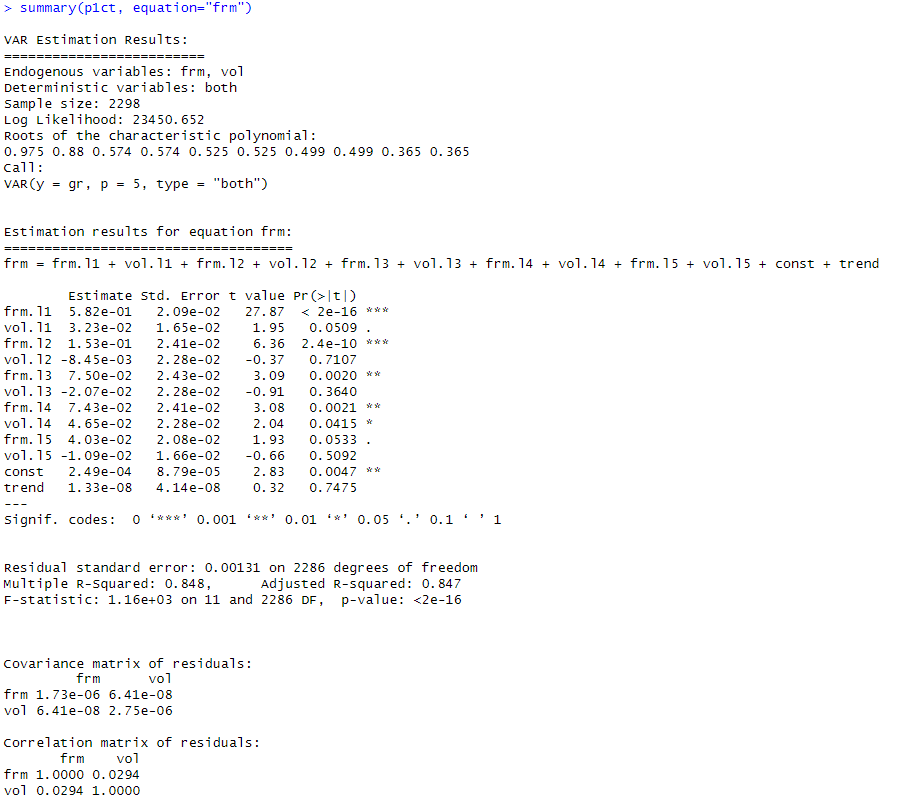 > summary(p1ct, equation="frm")
VAR Estimation Results:
=========================
Endogenous variables: frm, vol
Deterministic variables: both
Sample size: 2298
Log Likelihood: 23450.652
Roots of the characteristic polynomial:
0.975 0.88 0.574 0.574 0.525 0.525 0.499 0.499 0.365 0.365
Call:
VAR(y = gr, p = 5, type = "both")
Estimation results for equation frm:
====================================
frm = frm.l1 + vol.l1 + frm.l2 + vol.l2 + frm.l3 + vol.l3 + frm.l4 + vol.l4 + frm.l5 + vol.l5 + const + trend
Estimate Std. Error t value Pr(>|t|)
frm.l1 5.82e-01 2.09e-02 27.87 < 2e-16 ***
vol.l1 3.23e-02 1.65e-02 1.95 0.0509 .
frm.l2 1.53e-01 2.41e-02 6.36 2.4e-10 ***
vol.l2 -8.45e-03 2.28e-02 -0.37 0.7107
frm.l3 7.50e-02 2.43e-02 3.09 0.0020 **
vol.l3 -2.07e-02 2.28e-02 -0.91 0.3640
frm.l4 7.43e-02 2.41e-02 3.08 0.0021 **
vol.l4 4.65e-02 2.28e-02 2.04 0.0415 *
frm.l5 4.03e-02 2.08e-02 1.93 0.0533 .
vol.l5 -1.09e-02 1.66e-02 -0.66 0.5092
const 2.49e-04 8.79e-05 2.83 0.0047 **
trend 1.33e-08 4.14e-08 0.32 0.7475
---
Signif. codes: 0 ‘***’ 0.001 ‘**’ 0.01 ‘*’ 0.05 ‘.’ 0.1 ‘ ’ 1
Residual standard error: 0.00131 on 2286 degrees of freedom
Multiple R-Squared: 0.848, Adjusted R-squared: 0.847
F-statistic: 1.16e+03 on 11 and 2286 DF, p-value: <2e-16
Covariance matrix of residuals:
frm vol
frm 1.73e-06 6.41e-08
vol 6.41e-08 2.75e-06
Correlation matrix of residuals:
frm vol
frm 1.0000 0.0294
vol 0.0294 1.0000